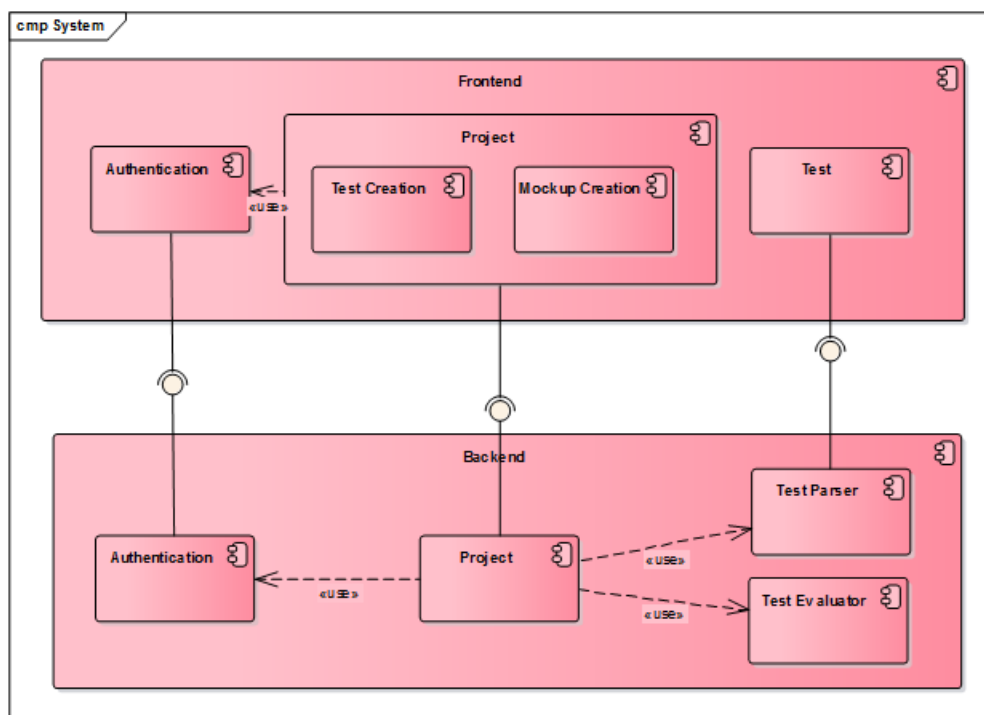 cmp System
Frontend
Project
Authentication
Test Creation
Mockup Creation
Test
«use»
Backend
Test Parser
Authentication
Project
«use»
«use»
Test Evaluator
«use»